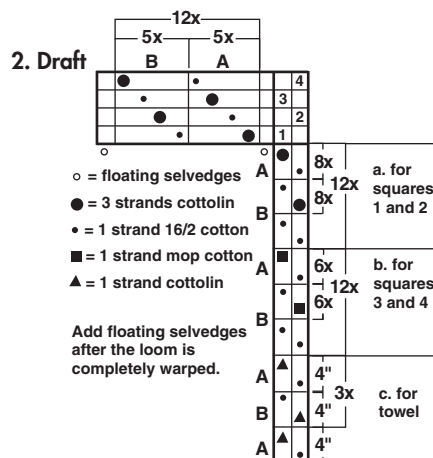 12x
5x 5x
2. Draft B A
4
3
2
1
A 8x a. for
12x squares
B 8x 1 and 2
○ = floating selvedges
● = 3 strands cottolin
• = 1 strand 16/2 cotton
■ = 1 strand mop cotton
▲ = 1 strand cottolin
A 6x b. for
12x squares
B 6x 3 and 4
Add floating selvedges
after the loom is
completely warped.
A 4" c. for
3x
B 4" towel
A 4"